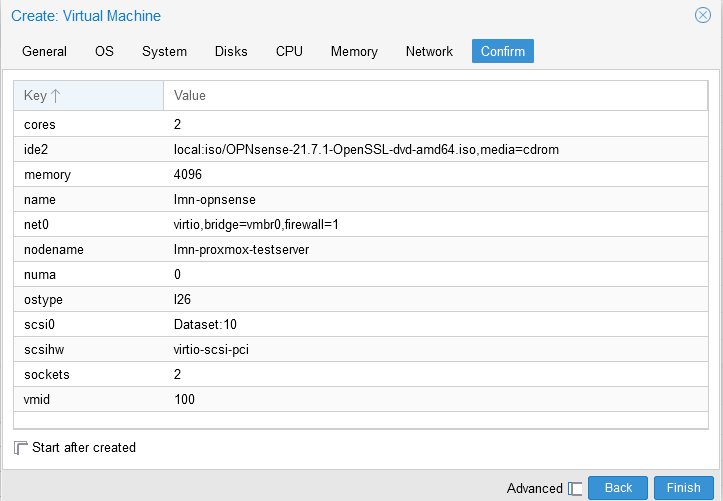 Create: Virtual Machine
General OS System Disks CPU Memory Network Confirm
Key Value
cores 2
ide2 local:iso/OPNsense-21.7.1-OpenSSL-dvd-amd64.iso,media=cdrom
memory 4096
name lmn-opnsense
net0 virtio,bridge=vmbr0,firewall=1
nodename lmn-proxmox-testserver
numa 0
ostype l26
scsi0 Dataset:10
scsihw virtio-scsi-pci
sockets 2
vmid 100
Start after created
Advanced Back Finish